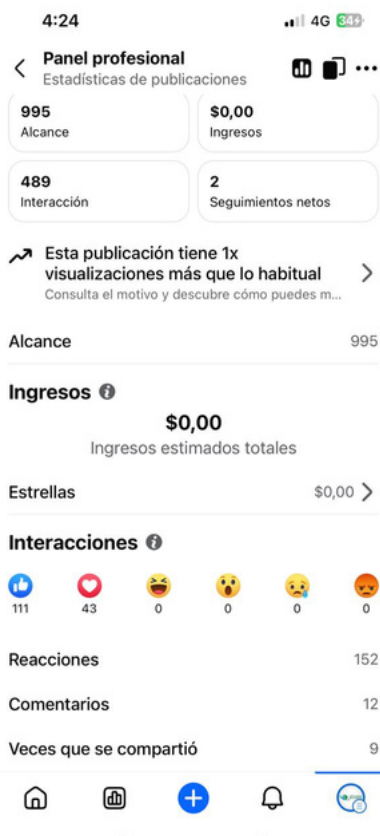 4:24
4G 34
Panel profesional
Estadísticas de publicaciones
995
Alcance
$0,00
Ingresos
489
Interacción
2
Seguimientos netos
Esta publicación tiene 1x
visualizaciones más que lo habitual
Consulta el motivo y descubre cómo puedes m...
Alcance 995
Ingresos
$0,00
Ingresos estimados totales
Estrellas $0,00
Interacciones
111 43 0 0 0 0
Reacciones 152
Comentarios 12
Veces que se compartió 9